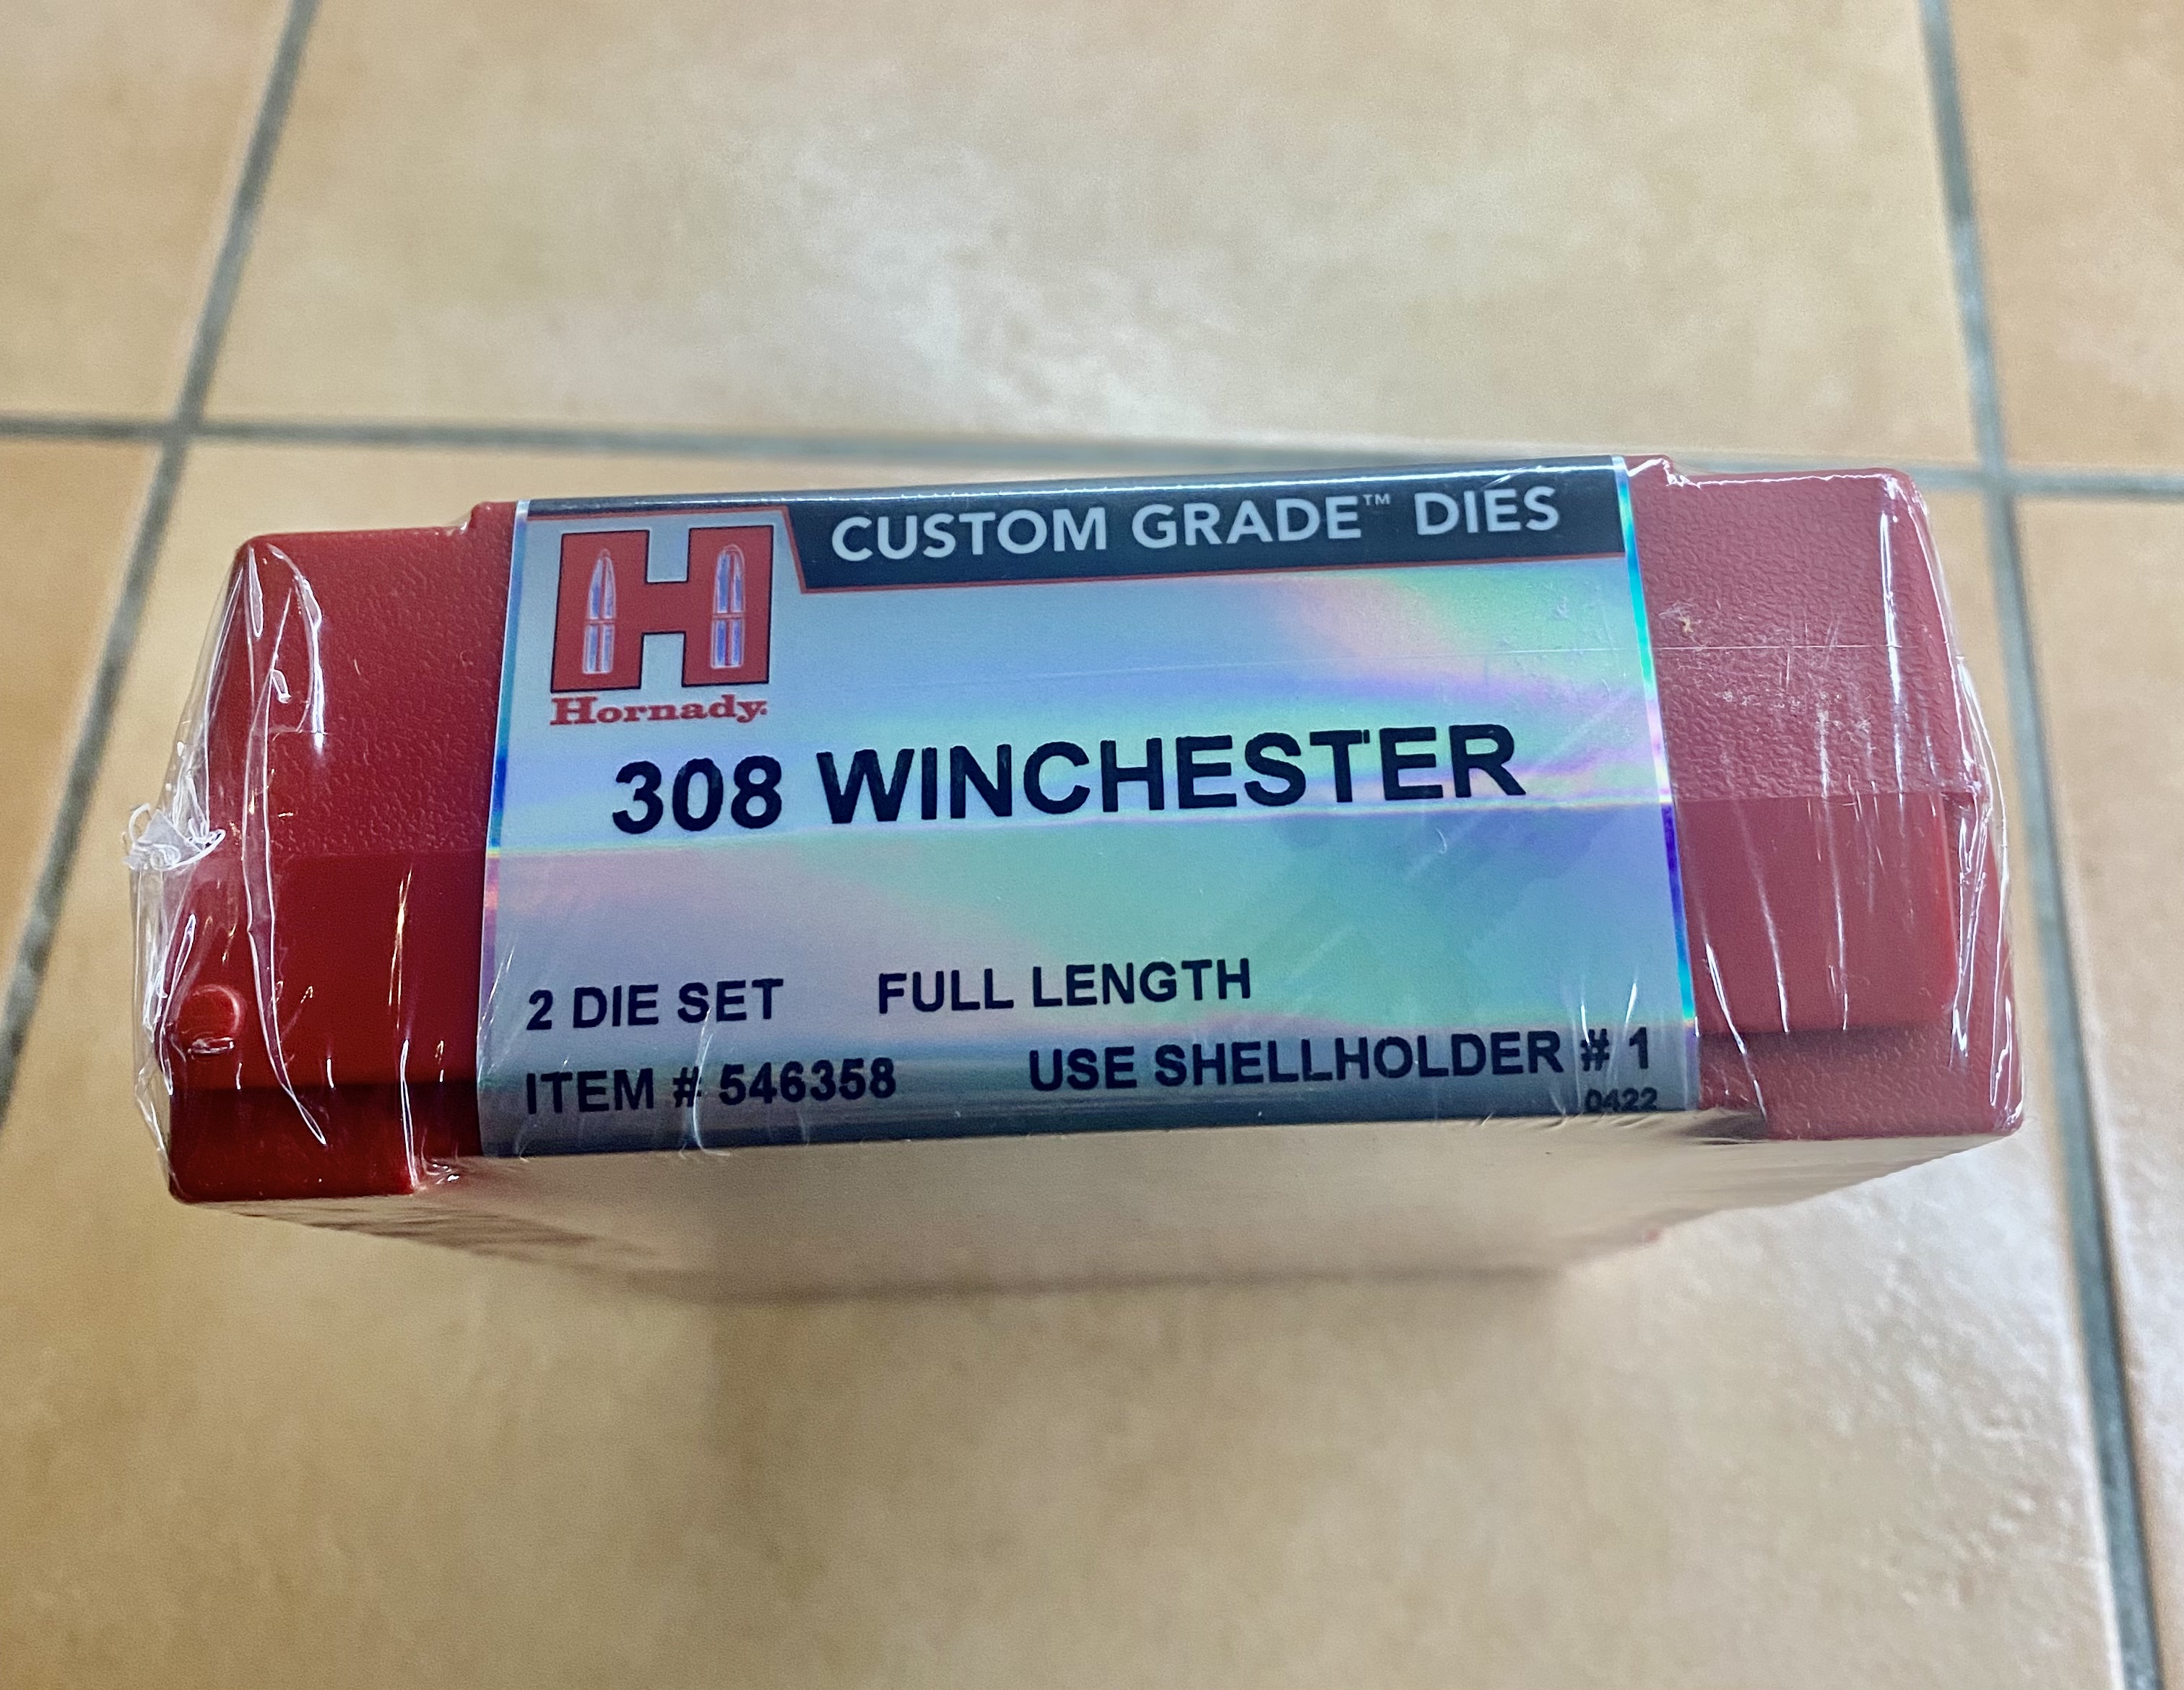 CUSTOM GRADE™ DIES
H
Hornady
308 WINCHESTER
2 DIE SET FULL LENGTH
ITEM # 546358 USE SHELLHOLDER # 1
0422